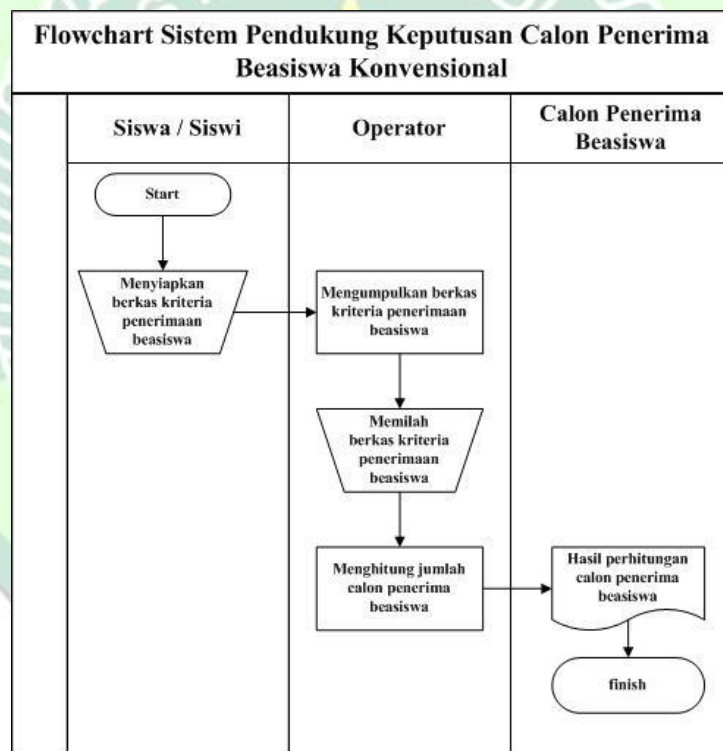 Flowchart Sistem Pendukung Keputusan Calon Penerima
Beasiswa Konvensional
Siswa / Siswi
Operator
Calon Penerima
Beasiswa
Start
Menyiapkan
berkas kriteria
penerimaan
beasiswa
Mengumpulkan berkas
kriteria penerimaan
beasiswa
Memilah
berkas kriteria
penerimaan
beasiswa
Menghitung jumlah
calon penerima
beasiswa
Hasil perhitungan
calon penerima
beasiswa
finish